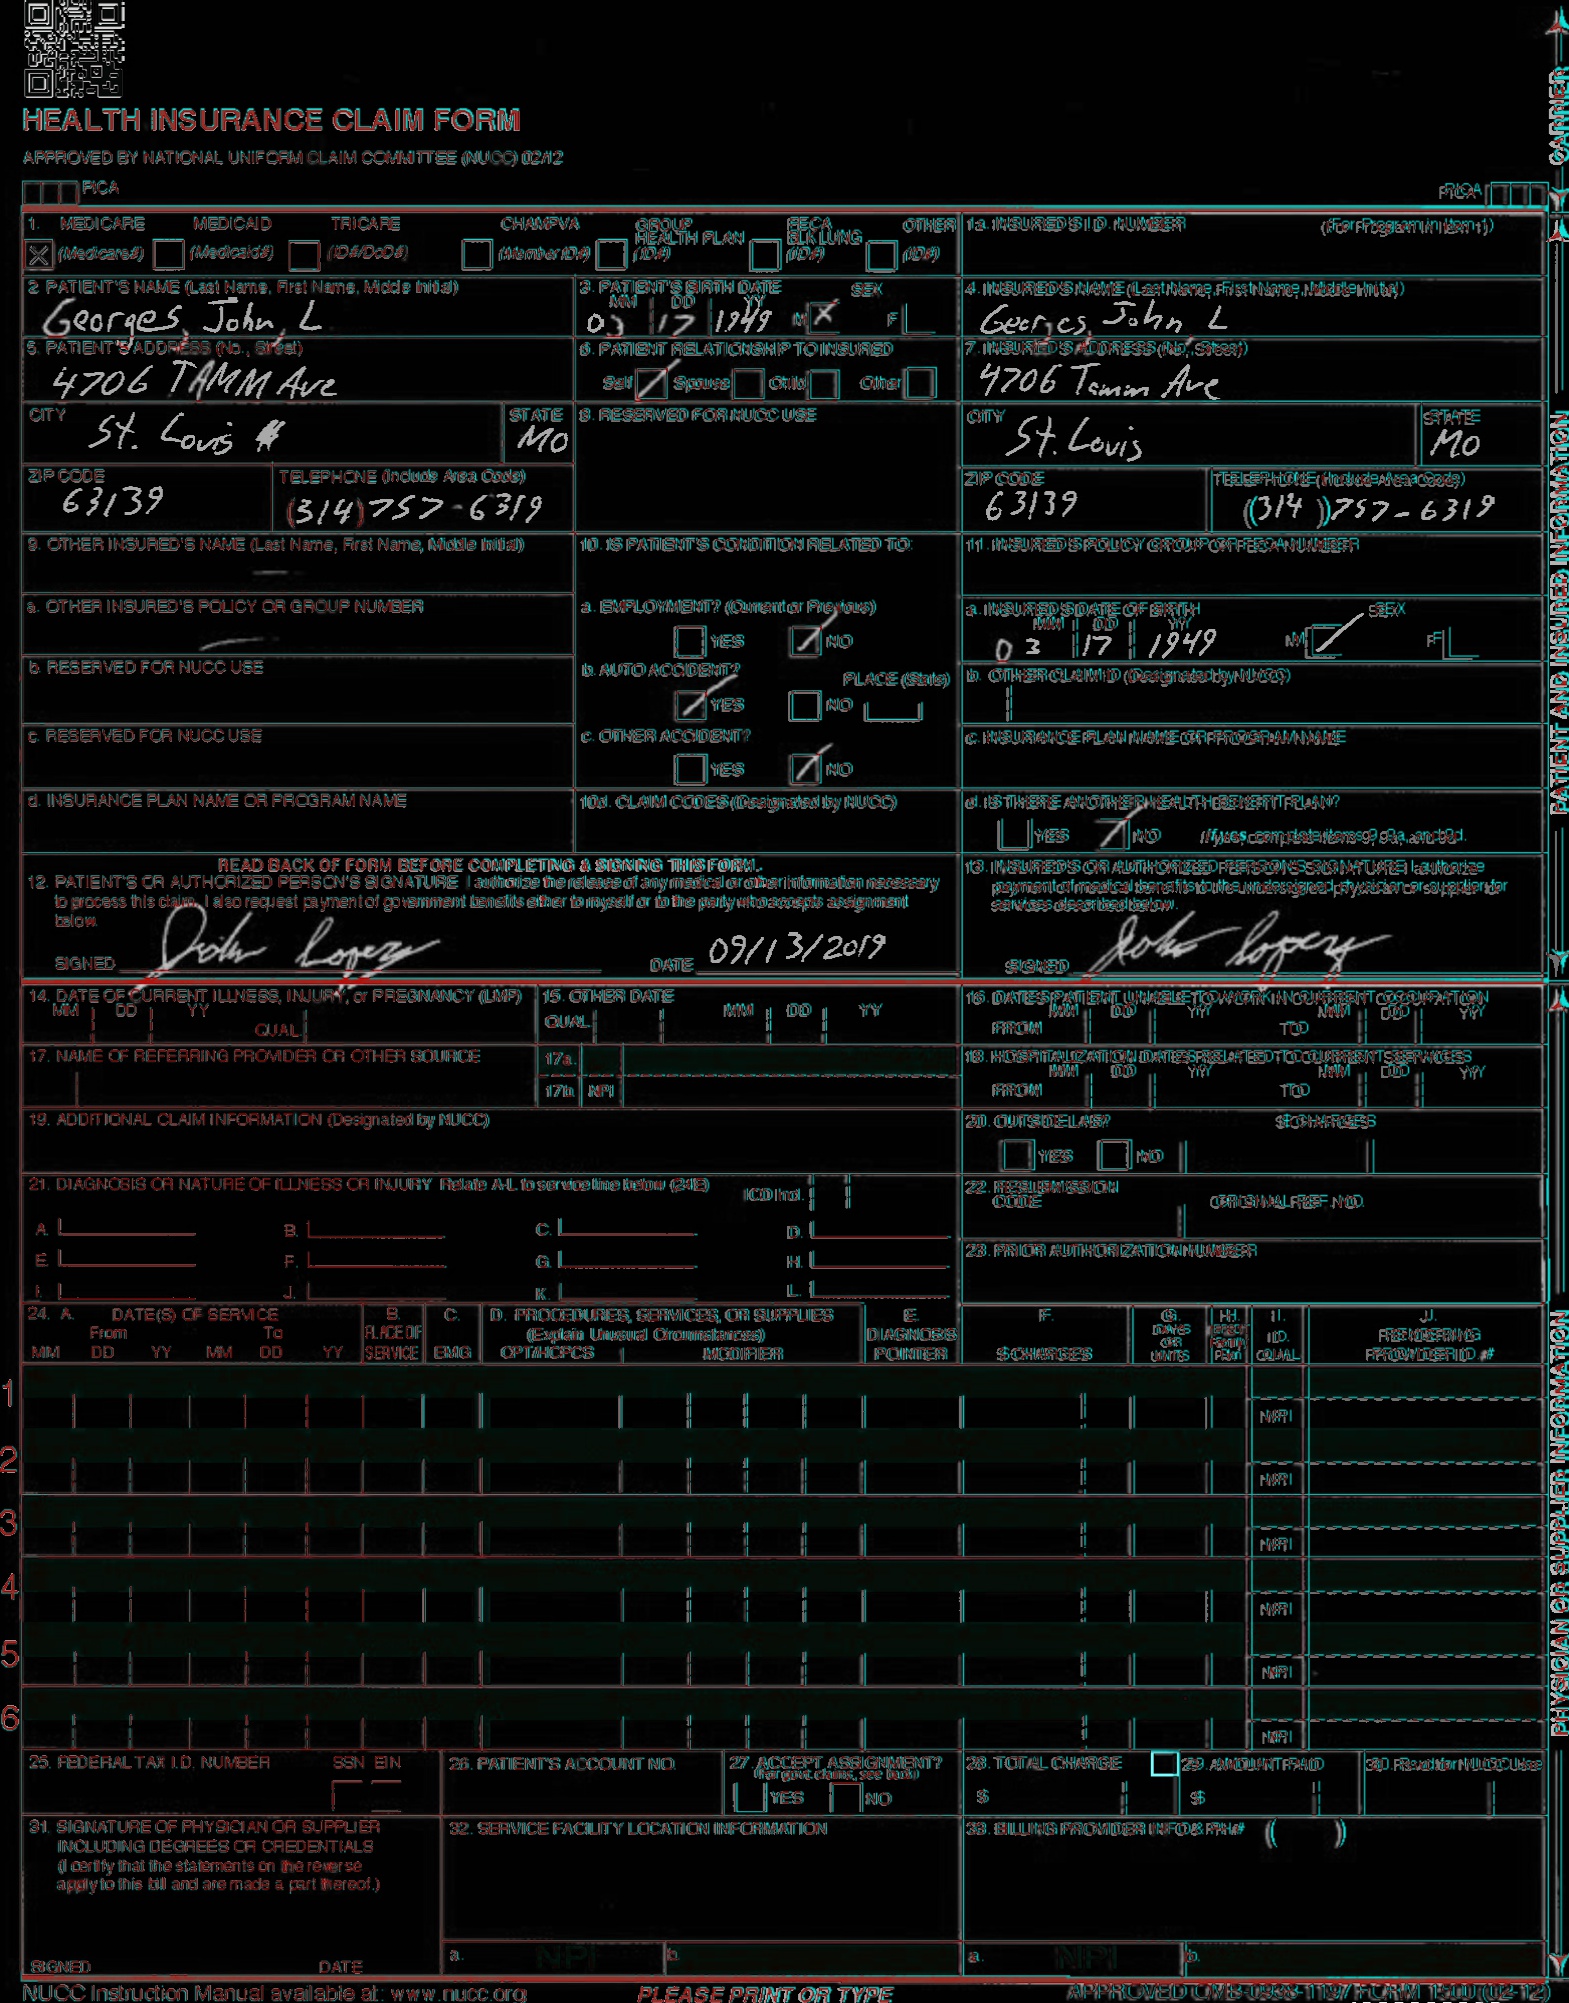 HEALTH INSURANCE CLAIM FORM
APPROVED BY NATIONAL UNIFORM CLAIM COMMITTEE (NUCC) 02/12
PICA
PICA
CARRIER
1. MEDICARE MEDICAID TRICARE CHAMPVA GROUP HEALTH PLAN FECA BLK LUNG OTHER
X (Medicare#) (Medicaid#) (ID#/DoD#) (Member ID#) (ID#) (ID#) (ID#)
1a. INSURED'S I.D. NUMBER (For Program in Item 1)
2. PATIENT'S NAME (Last Name, First Name, Middle Initial)
Georges, John, L
3. PATIENT'S BIRTH DATE SEX
MM DD YY
03 17 1949 M X F
4. INSURED'S NAME (Last Name, First Name, Middle Initial)
Georges, John, L
5. PATIENT'S ADDRESS (No., Street)
4706 TAMM Ave
6. PATIENT RELATIONSHIP TO INSURED
Self Spouse Child Other
7. INSURED'S ADDRESS (No., Street)
4706 Tamm Ave
CITY
St. Louis
STATE
MO
8. RESERVED FOR NUCC USE
CITY
St. Louis
STATE
MO
ZIP CODE
63139
TELEPHONE (Include Area Code)
(314) 757-6319
ZIP CODE
63139
TELEPHONE (Include Area Code)
(314) 757-6319
9. OTHER INSURED'S NAME (Last Name, First Name, Middle Initial)
—
10. IS PATIENT'S CONDITION RELATED TO:
11. INSURED'S POLICY GROUP OR FECA NUMBER
a. OTHER INSURED'S POLICY OR GROUP NUMBER
—
a. EMPLOYMENT? (Current or Previous)
YES NO
a. INSURED'S DATE OF BIRTH SEX
MM DD YY
03 17 1949 M F
b. RESERVED FOR NUCC USE
b. AUTO ACCIDENT? PLACE (State)
YES NO
b. OTHER CLAIM ID (Designated by NUCC)
c. RESERVED FOR NUCC USE
c. OTHER ACCIDENT?
YES NO
c. INSURANCE PLAN NAME OR PROGRAM NAME
d. INSURANCE PLAN NAME OR PROGRAM NAME
10d. CLAIM CODES (Designated by NUCC)
d. IS THERE ANOTHER HEALTH BENEFIT PLAN?
YES NO If yes, complete items 9, 9a, and 9d.
READ BACK OF FORM BEFORE COMPLETING & SIGNING THIS FORM.
12. PATIENT'S OR AUTHORIZED PERSON'S SIGNATURE I authorize the release of any medical or other information necessary
to process this claim. I also request payment of government benefits either to myself or to the party who accepts assignment
below.
SIGNED John Lopez DATE 09/13/2019
13. INSURED'S OR AUTHORIZED PERSON'S SIGNATURE I authorize
payment of medical benefits to the undersigned physician or supplier for
services described below.
SIGNED John Lopez
PATIENT AND INSURED INFORMATION
14. DATE OF CURRENT ILLNESS, INJURY, or PREGNANCY (LMP)
MM DD YY
QUAL.
15. OTHER DATE
QUAL. MM DD YY
16. DATES PATIENT UNABLE TO WORK IN CURRENT OCCUPATION
MM DD YY MM DD YY
FROM TO
17. NAME OF REFERRING PROVIDER OR OTHER SOURCE
17a.
17b. NPI
18. HOSPITALIZATION DATES RELATED TO CURRENT SERVICES
MM DD YY MM DD YY
FROM TO
19. ADDITIONAL CLAIM INFORMATION (Designated by NUCC)
20. OUTSIDE LAB? $ CHARGES
YES NO
21. DIAGNOSIS OR NATURE OF ILLNESS OR INJURY Relate A-L to service line below (24E) ICD Ind.
A. B. C. D.
E. F. G. H.
I. J. K. L.
22. RESUBMISSION CODE ORIGINAL REF. NO.
23. PRIOR AUTHORIZATION NUMBER
24. A. DATE(S) OF SERVICE
From To
MM DD YY MM DD YY
B. PLACE OF SERVICE
C. EMG
D. PROCEDURES, SERVICES, OR SUPPLIES
(Explain Unusual Circumstances)
CPT/HCPCS MODIFIER
E. DIAGNOSIS POINTER
F. $ CHARGES
G. DAYS OR UNITS
H. EPSDT Family Plan
I. ID. QUAL.
J. RENDERING PROVIDER ID. #
1 NPI
2 NPI
3 NPI
4 NPI
5 NPI
6 NPI
25. FEDERAL TAX I.D. NUMBER SSN EIN
26. PATIENT'S ACCOUNT NO.
27. ACCEPT ASSIGNMENT?
(For govt. claims, see back)
YES NO
28. TOTAL CHARGE
$
29. AMOUNT PAID
$
30. Rsvd for NUCC Use
31. SIGNATURE OF PHYSICIAN OR SUPPLIER
INCLUDING DEGREES OR CREDENTIALS
(I certify that the statements on the reverse
apply to this bill and are made a part thereof.)
SIGNED DATE
32. SERVICE FACILITY LOCATION INFORMATION
a. NPI b.
33. BILLING PROVIDER INFO & PH# ( )
a. NPI b.
PHYSICIAN OR SUPPLIER INFORMATION
NUCC Instruction Manual available at: www.nucc.org
PLEASE PRINT OR TYPE
APPROVED OMB-0938-1197 FORM 1500 (02-12)